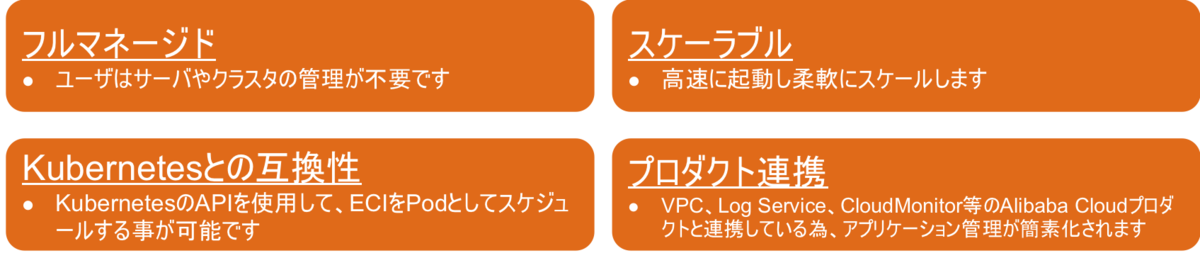 フルマネージド
● ユーザはサーバやクラスタの管理が不要です
スケーラブル
● 高速に起動し柔軟にスケールします
Kubernetesとの互換性
● KubernetesのAPIを使用して、ECIをPodとしてスケジュ
ールする事が可能です
プロダクト連携
● VPC、Log Service、CloudMonitor等のAlibaba Cloudプロダ
クトと連携している為、アプリケーション管理が簡素化されます